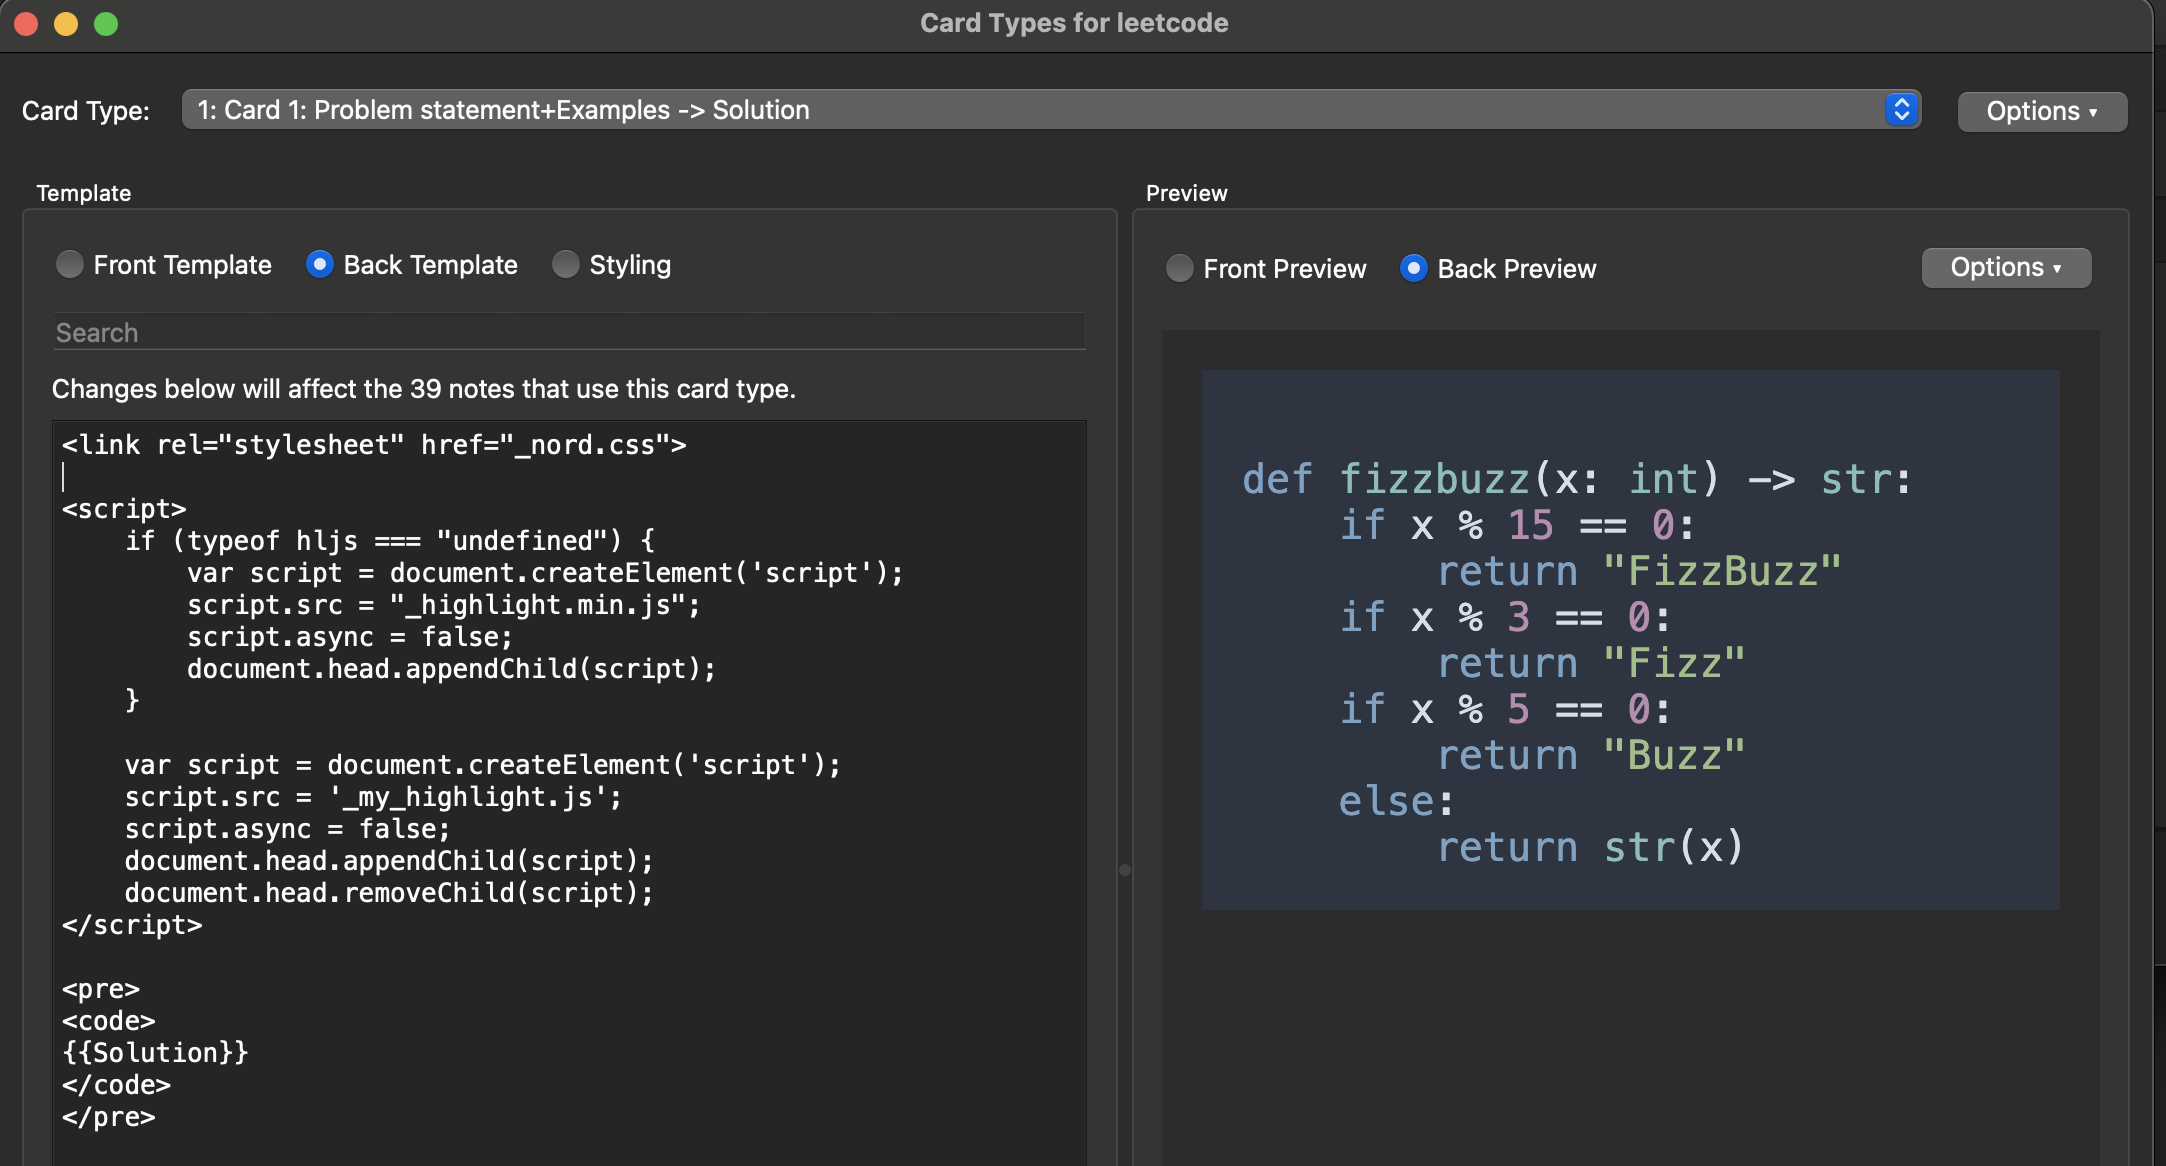 Card Types for leetcode
Card Type:
1: Card 1: Problem statement+Examples -> Solution
Options ▾
Template
Front Template
Back Template
Styling
Search
Changes below will affect the 39 notes that use this card type.
<link rel="stylesheet" href="_nord.css">
<script>
    if (typeof hljs === "undefined") {
        var script = document.createElement('script');
        script.src = "_highlight.min.js";
        script.async = false;
        document.head.appendChild(script);
    }
    var script = document.createElement('script');
    script.src = '_my_highlight.js';
    script.async = false;
    document.head.appendChild(script);
    document.head.removeChild(script);
</script>
<pre>
<code>
{{Solution}}
</code>
</pre>
Preview
Front Preview
Back Preview
Options ▾
def fizzbuzz(x: int) -> str:
    if x % 15 == 0:
        return "FizzBuzz"
    if x % 3 == 0:
        return "Fizz"
    if x % 5 == 0:
        return "Buzz"
    else:
        return str(x)